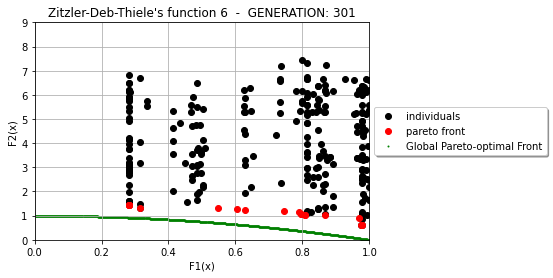 Zitzler-Deb-Thiele's function 6  -  GENERATION: 301
9
8
7
6
5
4
3
2
1
0
F2(x)
0.0 0.2 0.4 0.6 0.8 1.0
F1(x)
individuals
pareto front
Global Pareto-optimal Front